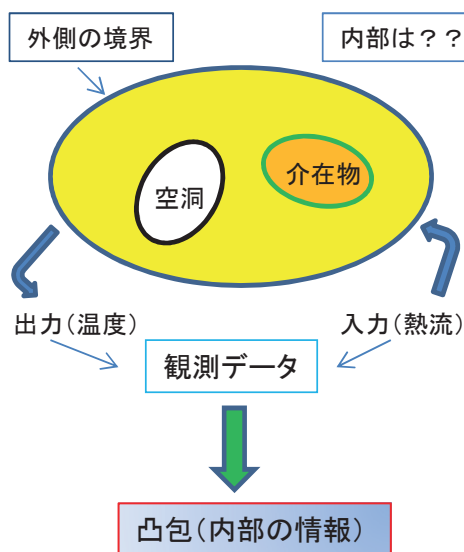 外側の境界
内部は？？
空洞
介在物
出力（温度）
入力（熱流）
観測データ
凸包（内部の情報）